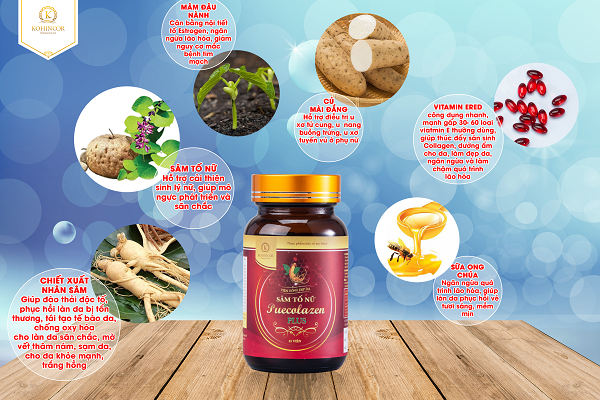 KOHINOOR
MẦM ĐẬU
NÀNH
Cân bằng nội tiết
tố Estrogen, ngăn
ngừa lão hóa, giảm
nguy cơ mắc
bệnh tim
mạch
CỦ
MÀI ĐẮNG
Hỗ trợ điều trị u
xơ tử cung, u nang
buồng trứng, u xơ
tuyến vú ở phụ nữ
VITAMIN ERED
công dụng nhanh,
mạnh gấp 30- 60 loại
viatmin E thường dùng,
giúp thúc đẩy sản sinh
Collagen, dưỡng ẩm
cho da, làm đẹp da,
ngăn ngừa và làm
chậm quá trình
lão hóa
SÂM TỐ NỮ
Hỗ trợ cải thiện
sinh lý nữ, giúp mô
ngực phát triển và
săn chắc
SỮA ONG
CHÚA
Ngăn ngừa quá
trình lão hóa, giúp
làn da phục hồi vẻ
tươi sáng, mềm
mịn
CHIẾT XUẤT
NHÂN SÂM
Giúp đào thải độc tố,
phục hồi làn da bị tổn
thương, tái tạo tế bào da,
chống oxy hóa
cho làn da săn chắc, mờ
vết thâm nám, sạm da,
cho da khỏe mạnh,
trắng hồng
SÂM TỐ NỮ
Puecolazen
PLUS